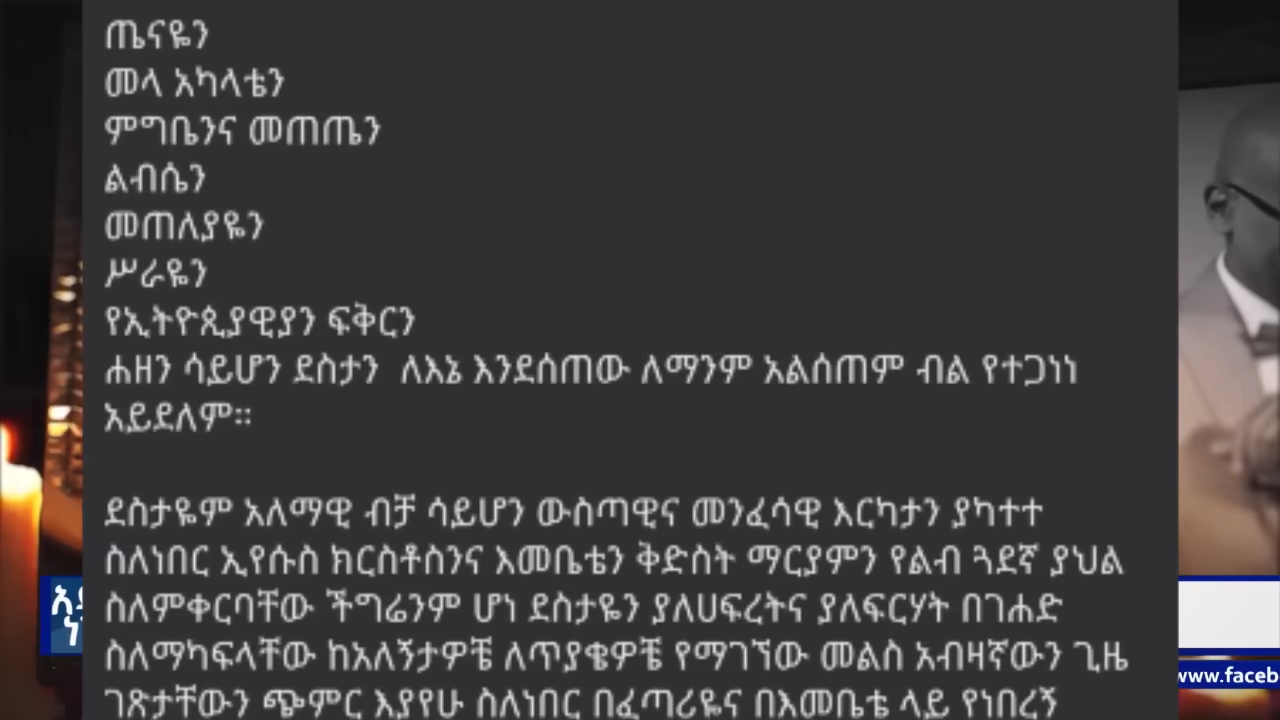 ጤናዬን
መላ አካላቴን
ምግቤንና መጠጤን
ልብሴን
መጠለያዬን
ሥራዬን
የኢትዮጲያዊያን ፍቅርን
ሐዘን ሳይሆን ደስታን ለእኔ እንደሰጠው ለማንም አልሰጠም ብል የተጋነነ
አይደለም።
ደስታዬም አለማዊ ብቻ ሳይሆን ውስጣዊና መንፈሳዊ እርካታን ያካተተ
ስለነበር ኢየሱስ ክርስቶስንና እመቤቴን ቅድስት ማርያምን የልብ ጓደኛ ያህል
ስለምቀርባቸው ችግሬንም ሆነ ደስታዬን ያለሀፍረትና ያለፍርሃት በገሐድ
ስለማካፍላቸው ከአለኝታዎቼ ለጥያቄዎቼ የማገኘው መልስ አብዛኛውን ጊዜ
ገጽታቸውን ጭምር እያየሁ ስለነበር በፈጣሪዬና በእመቤቴ ላይ የነበረኝ
www.faceb